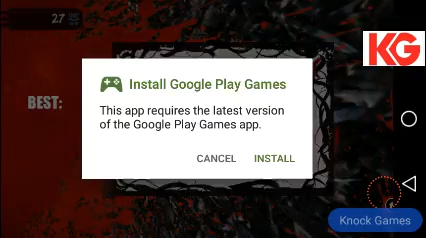 27
KG
Install Google Play Games
BEST:
This app requires the latest version
of the Google Play Games app.
CANCEL INSTALL
Knock Games